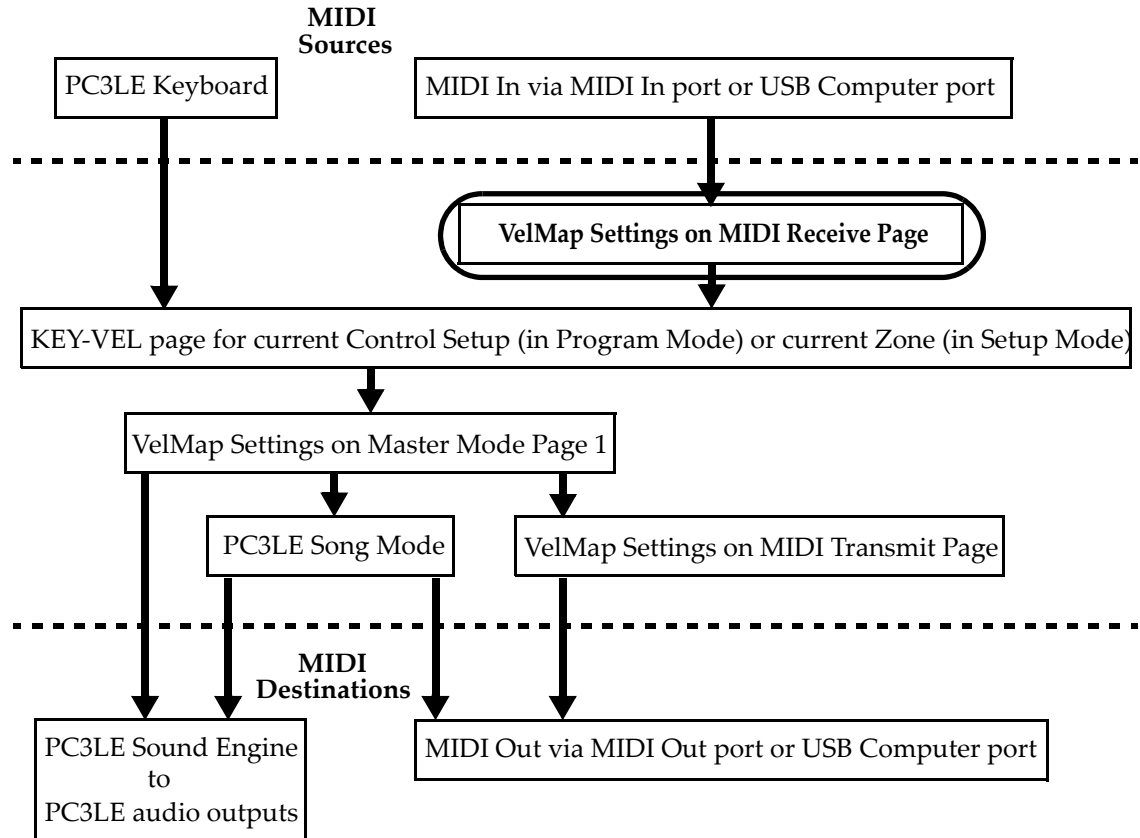 MIDI
Sources
PC3LE Keyboard
MIDI In via MIDI In port or USB Computer port
VelMap Settings on MIDI Receive Page
KEY-VEL page for current Control Setup (in Program Mode) or current Zone (in Setup Mode)
VelMap Settings on Master Mode Page 1
PC3LE Song Mode
VelMap Settings on MIDI Transmit Page
MIDI
Destinations
PC3LE Sound Engine
to
PC3LE audio outputs
MIDI Out via MIDI Out port or USB Computer port